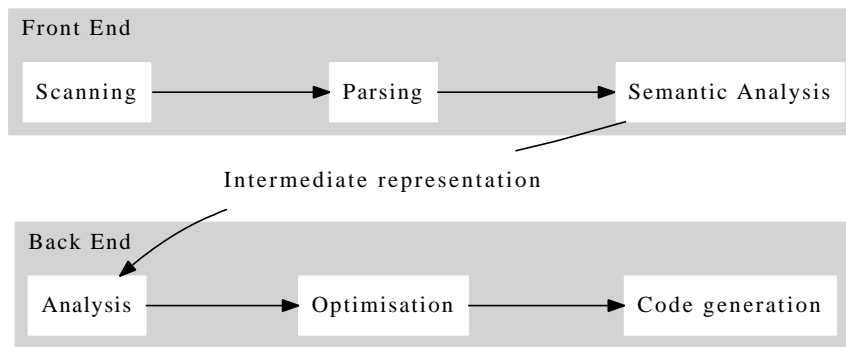 Front End
Scanning
Parsing
Semantic Analysis
Intermediate representation
Back End
Analysis
Optimisation
Code generation